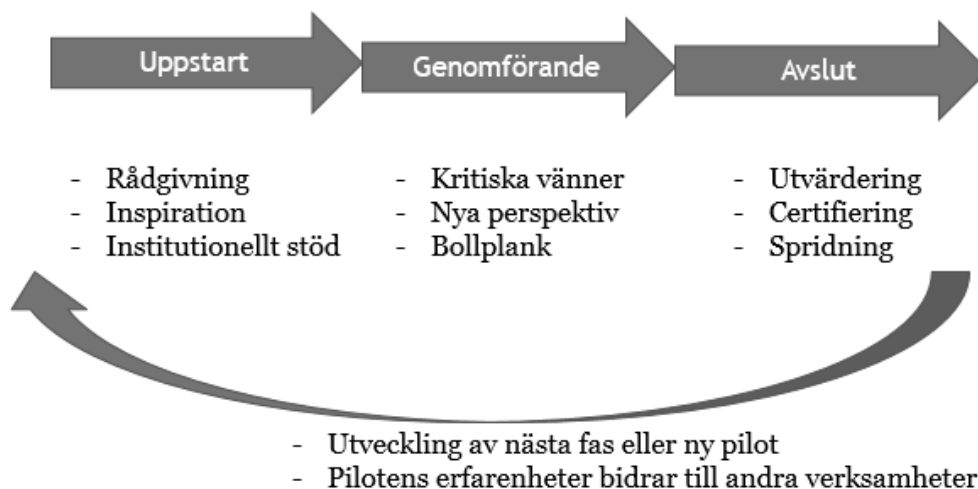 Uppstart
Genomförande
Avslut
- Rådgivning
- Inspiration
- Institutionellt stöd
- Kritiska vänner
- Nya perspektiv
- Bollplank
- Utvärdering
- Certifiering
- Spridning
- Utveckling av nästa fas eller ny pilot
- Pilotens erfarenheter bidrar till andra verksamheter